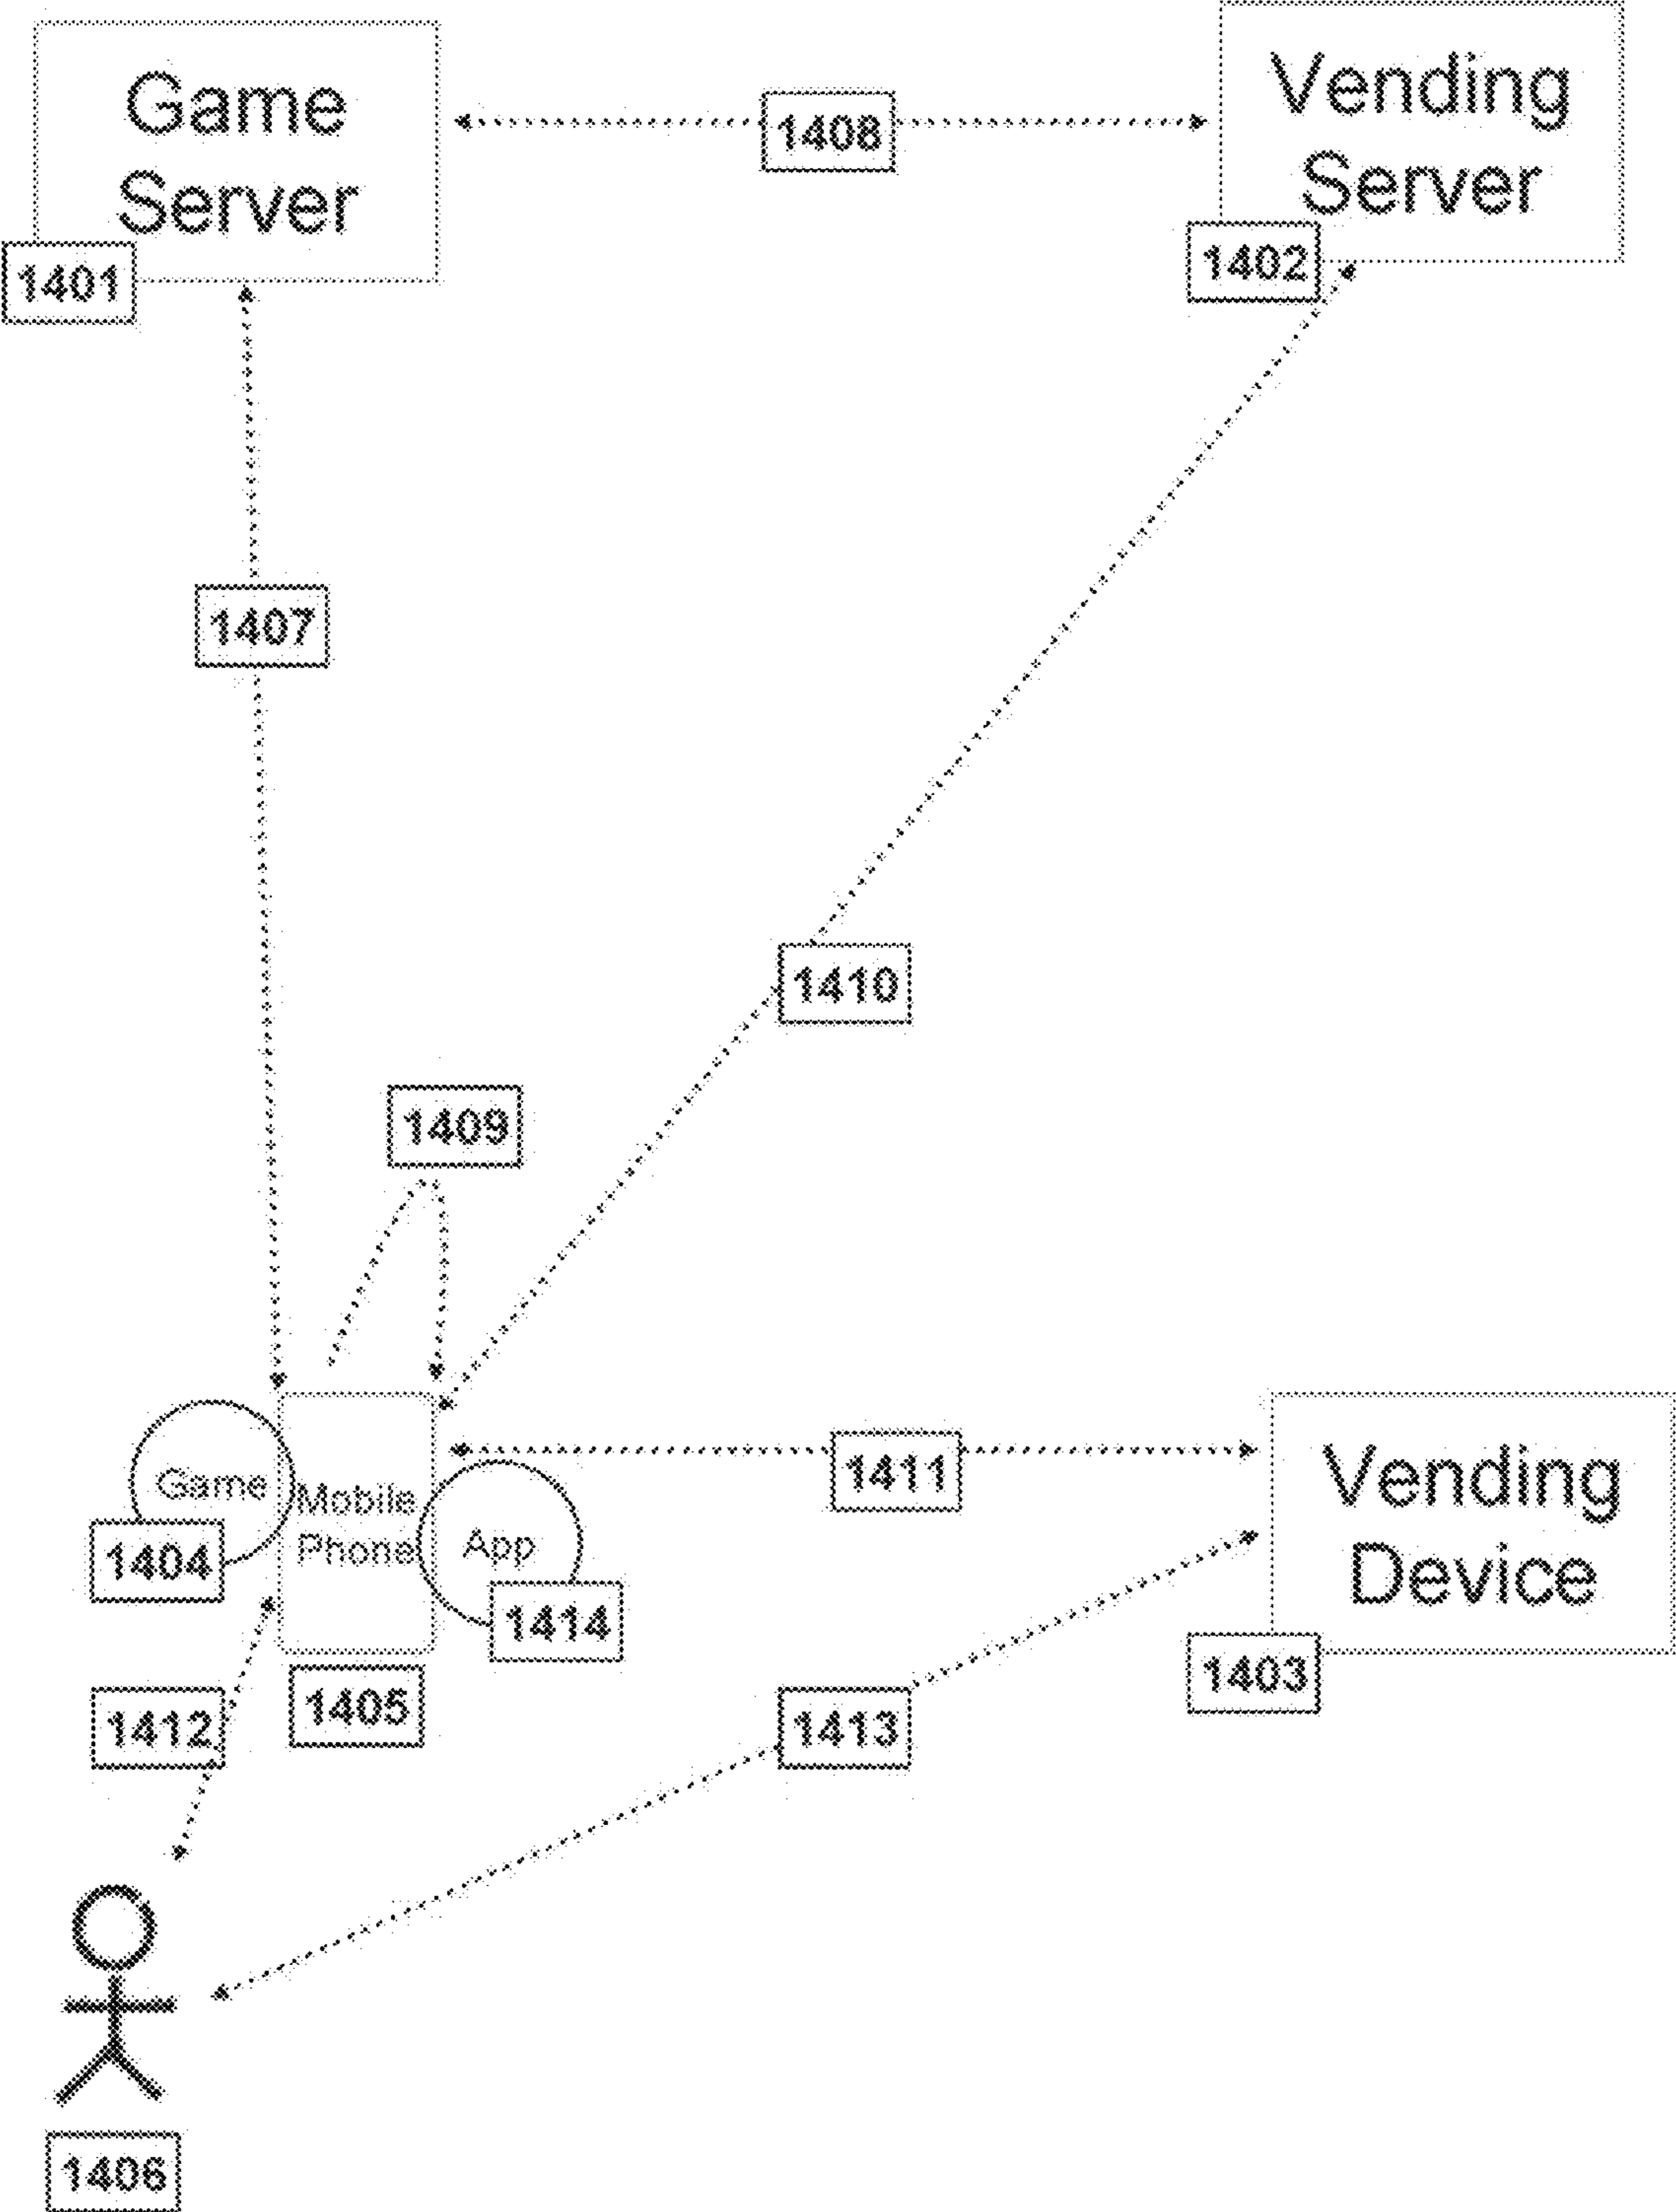 Game
Server
1401
1408
Vending
Server
1402
1407
1410
1409
Game
1404
Mobile
Phone
1405
App
1414
1411
Vending
Device
1403
1412
1413
1406